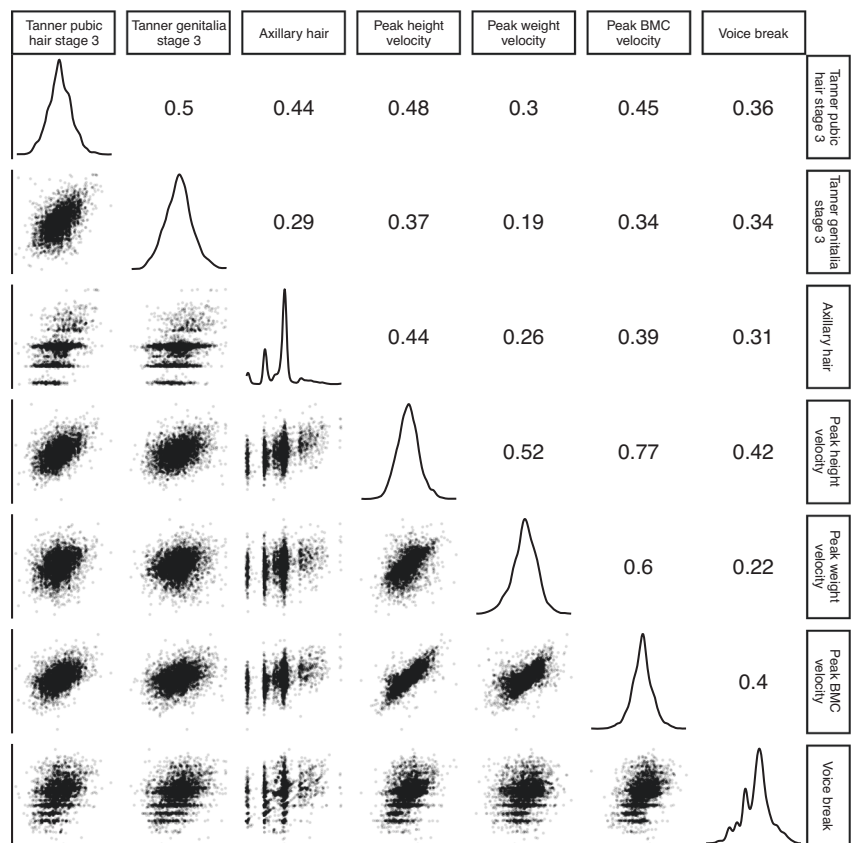 Tanner pubic
hair stage 3
Tanner genitalia
stage 3
Axillary hair
Peak height
velocity
Peak weight
velocity
Peak BMC
velocity
Voice break
0.5
0.44
0.48
0.3
0.45
0.36
Tanner pubic
hair stage 3
0.29
0.37
0.19
0.34
0.34
Tanner genitalia
stage 3
0.44
0.26
0.39
0.31
Axillary hair
0.52
0.77
0.42
Peak height
velocity
0.6
0.22
Peak weight
velocity
0.4
Peak BMC
velocity
Voice break